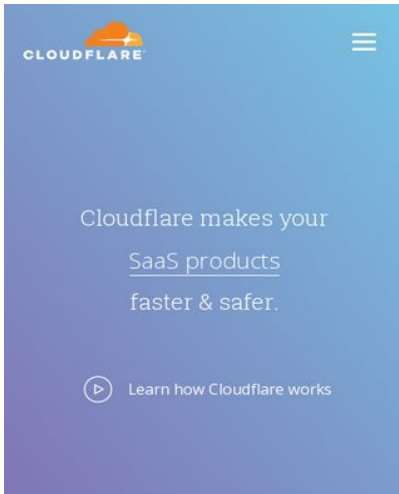 CLOUDFLARE
Cloudflare makes your
SaaS products
faster & safer.
Learn how Cloudflare works